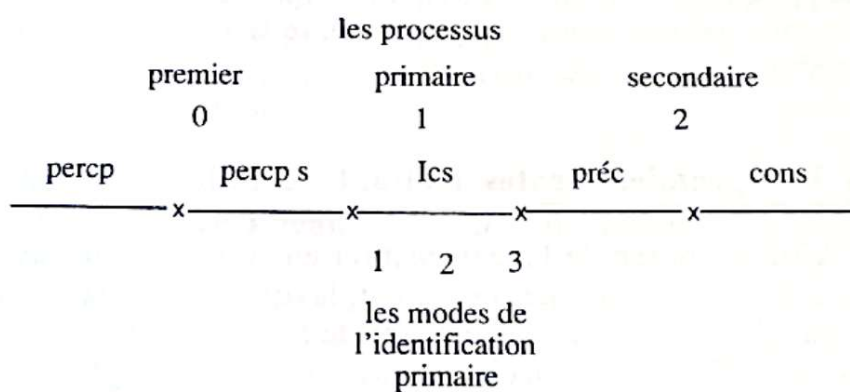 les processus
premier primaire secondaire
0 1 2
percp percp s Ics préc cons
x x x x
1 2 3
les modes de
l'identification
primaire